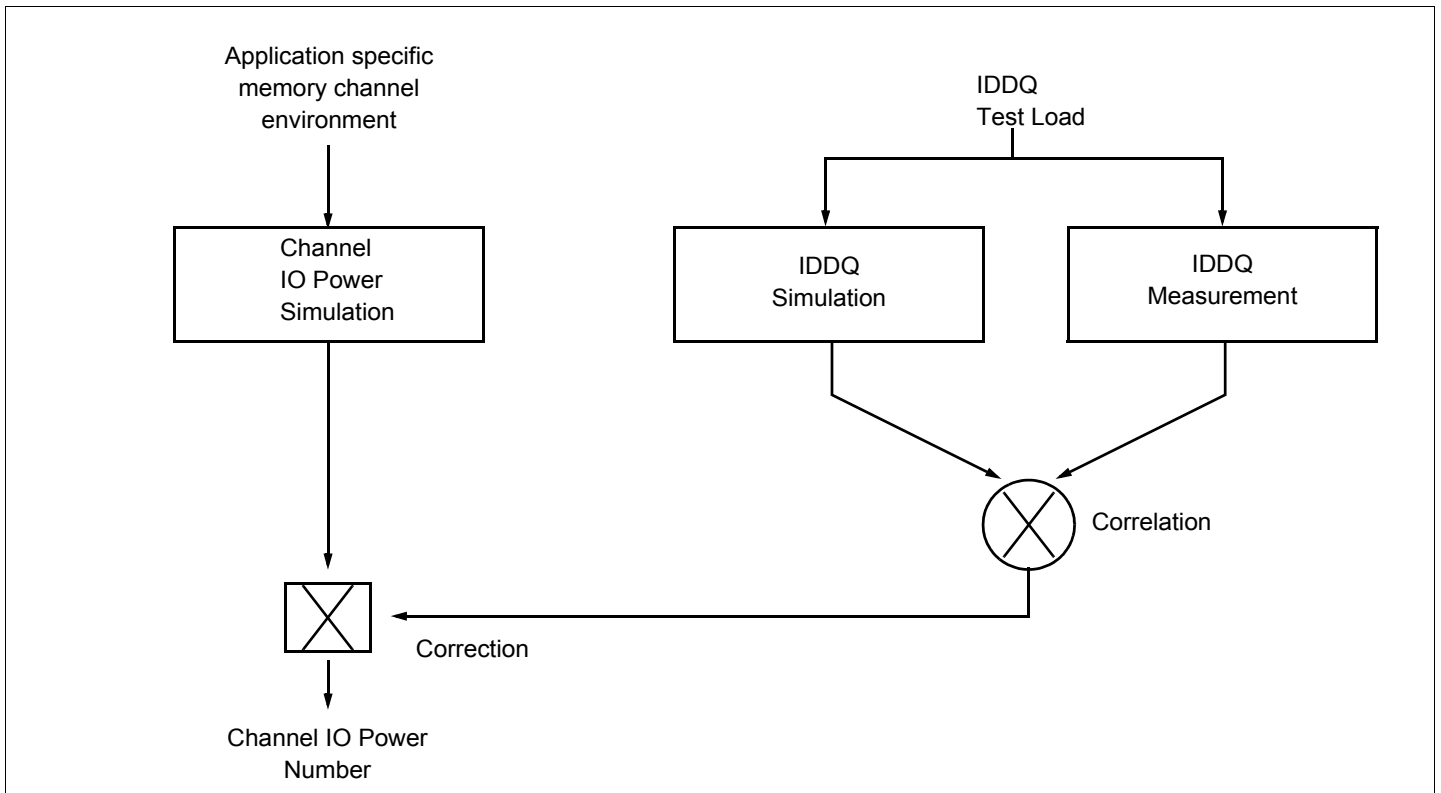 Application specific
memory channel
environment
IDDQ
Test Load
Channel
IO Power
Simulation
IDDQ
Simulation
IDDQ
Measurement
Correlation
Correction
Channel IO Power
Number